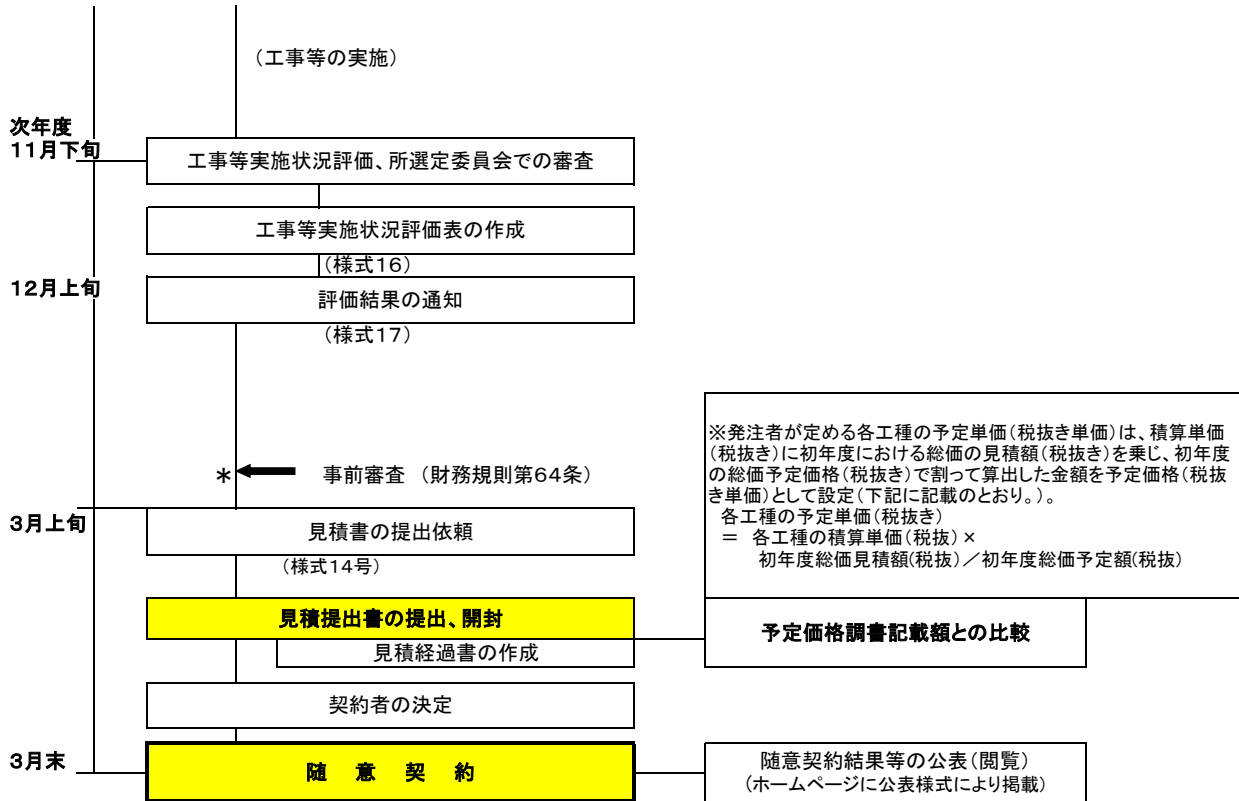 (工事等の実施)
次年度
11月下旬
工事等実施状況評価、所選定委員会での審査
工事等実施状況評価表の作成
(様式16)
12月上旬
評価結果の通知
(様式17)
※発注者が定める各工種の予定単価(税抜き単価)は、積算単価
(税抜き)に初年度における総価の見積額(税抜き)を乗じ、初年度
の総価予定価格(税抜き)で割って算出した金額を予定価格(税抜
き単価)として設定(下記に記載のとおり。)。
各工種の予定単価(税抜き)
= 各工種の積算単価(税抜)×
初年度総価見積額(税抜)/初年度総価予定額(税抜)
* 事前審査 (財務規則第64条)
3月上旬
見積書の提出依頼
(様式14号)
見積提出書の提出、開封
予定価格調書記載額との比較
見積経過書の作成
契約者の決定
3月末
随 意 契 約
随意契約結果等の公表(閲覧)
(ホームページに公表様式により掲載)